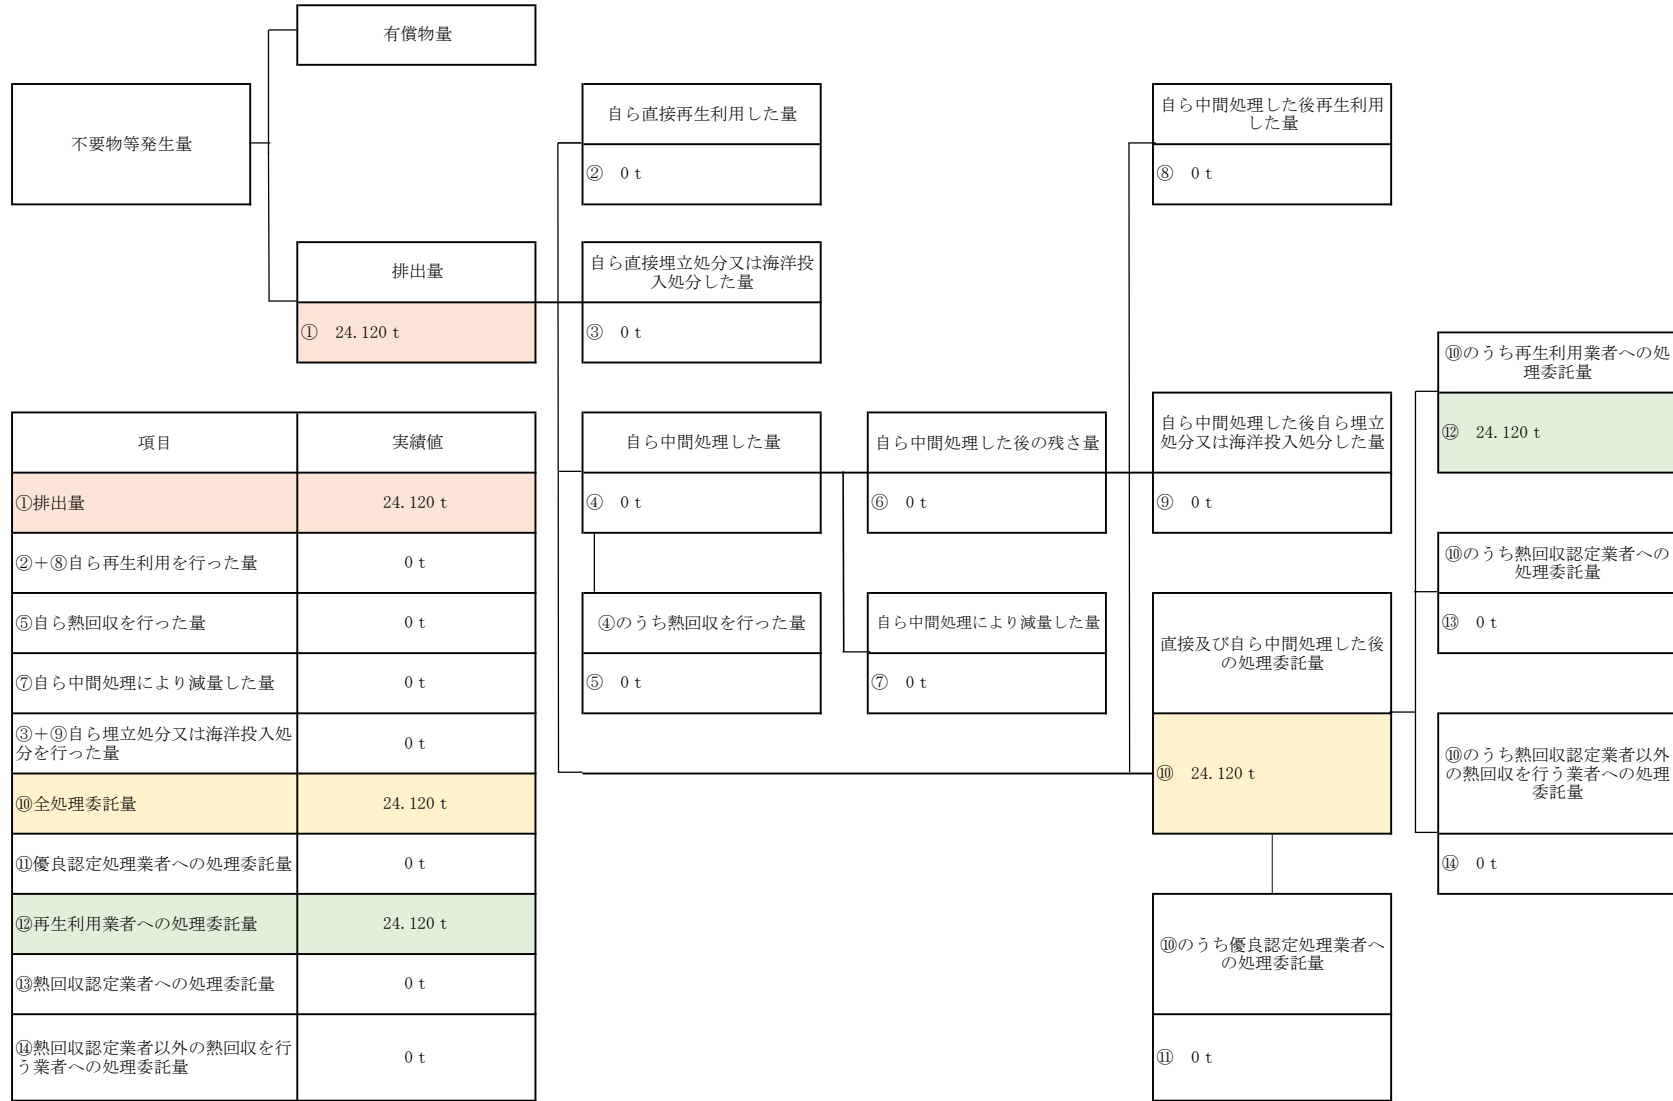 有償物量
不要物等発生量
自ら直接再生利用した量
② 0 t
自ら中間処理した後再生利用
した量
⑧ 0 t
排出量
① 24.120 t
自ら直接埋立処分又は海洋投
入処分した量
③ 0 t
⑩のうち再生利用業者への処
理委託量
⑫ 24.120 t
自ら中間処理した量
④ 0 t
自ら中間処理した後の残さ量
⑥ 0 t
自ら中間処理した後自ら埋立
処分又は海洋投入処分した量
⑨ 0 t
⑩のうち熱回収認定業者への
処理委託量
⑬ 0 t
④のうち熱回収を行った量
⑤ 0 t
自ら中間処理により減量した量
⑦ 0 t
直接及び自ら中間処理した後
の処理委託量
⑩ 24.120 t
⑩のうち熱回収認定業者以外
の熱回収を行う業者への処理
委託量
⑭ 0 t
⑩のうち優良認定処理業者へ
の処理委託量
⑪ 0 t
項目 実績値
①排出量 24.120 t
②＋⑧自ら再生利用を行った量 0 t
⑤自ら熱回収を行った量 0 t
⑦自ら中間処理により減量した量 0 t
③＋⑨自ら埋立処分又は海洋投入処
分を行った量 0 t
⑩全処理委託量 24.120 t
⑪優良認定処理業者への処理委託量 0 t
⑫再生利用業者への処理委託量 24.120 t
⑬熱回収認定業者への処理委託量 0 t
⑭熱回収認定業者以外の熱回収を行
う業者への処理委託量 0 t